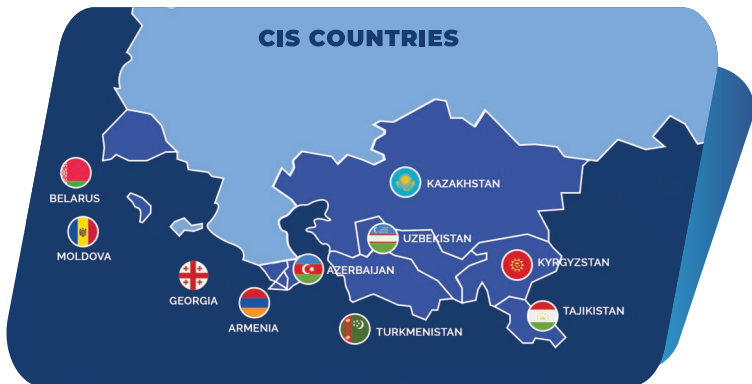 CIS COUNTRIES
BELARUS
KAZAKHSTAN
MOLDOVA
UZBEKISTAN
KYRGYZSTAN
AZERBAIJAN
GEORGIA
ARMENIA
TAJIKISTAN
TURKMENISTAN